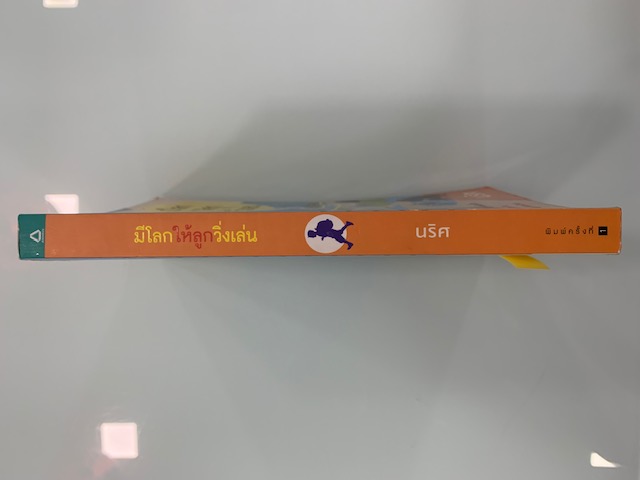 มีโลกให้ลูกวิ่งเล่น
นริศ
พิมพ์ครั้งที่ ๑